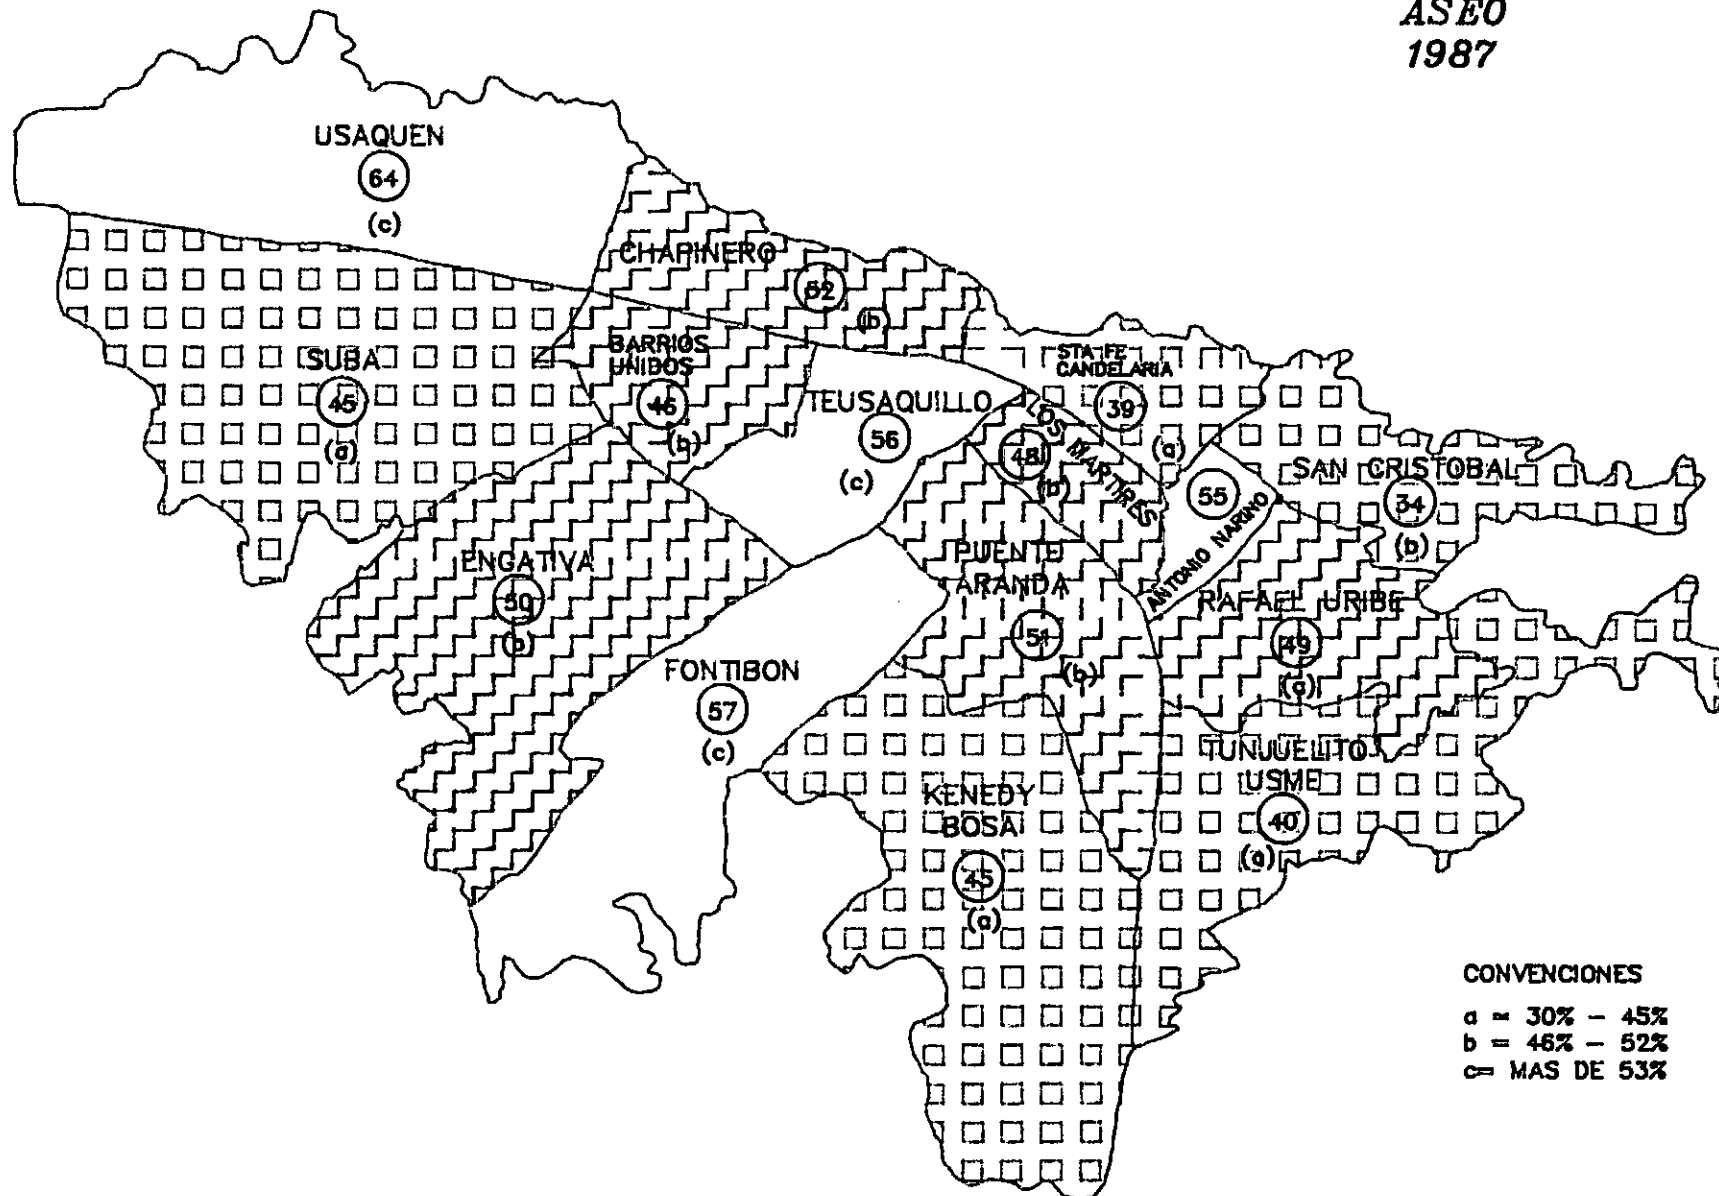 ASEO
1987
USAQUEN
64
(c)
CHAPINERO
52
(b)
SUBA
45
(a)
BARRIOS
UNIDOS
46
(b)
TEUSAQUILLO
56
(c)
STA FE
CANDELARIA
39
(a)
LOS MARTIRES
48
(b)
55
ANTONIO NARINO
SAN CRISTOBAL
34
(b)
ENGATIVA
50
(b)
PUENTE
ARANDA
51
(b)
RAFAEL URIBE
49
(a)
FONTIBON
57
(c)
TUNJUELITO
USME
40
(a)
KENEDY
BOSA
45
(a)
CONVENCIONES
a = 30% - 45%
b = 46% - 52%
c= MAS DE 53%